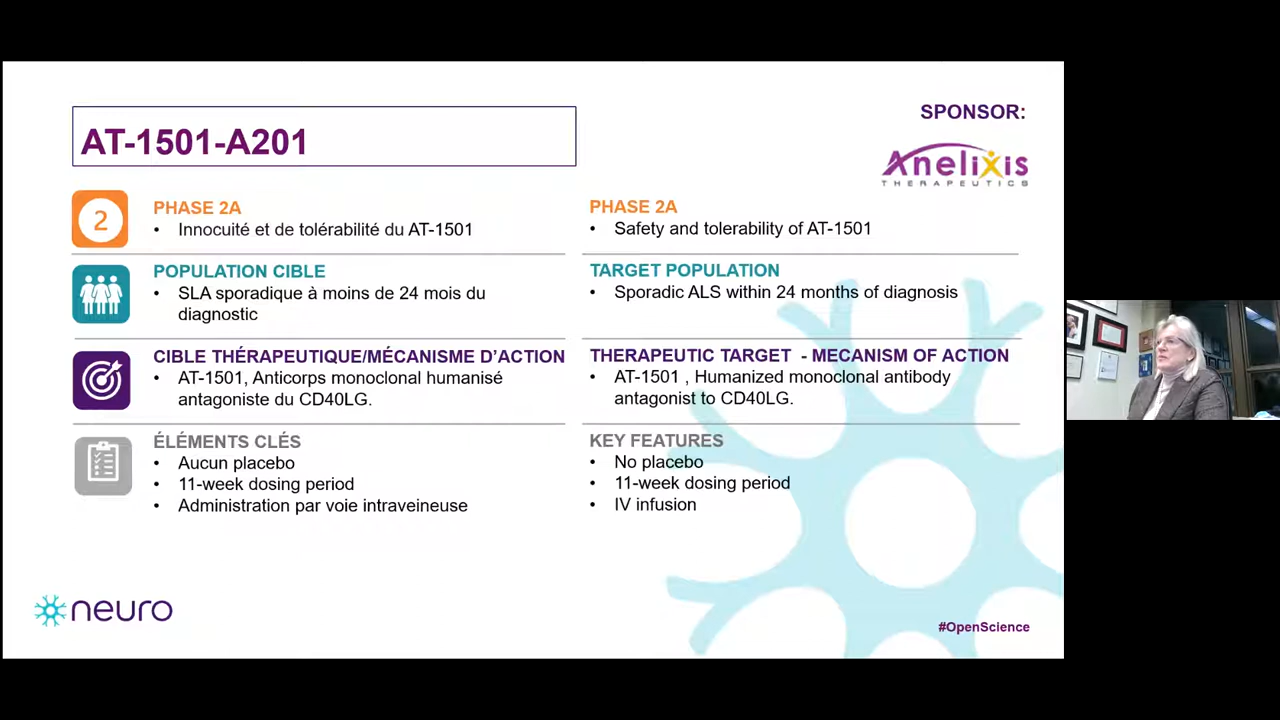 AT-1501-A201
SPONSOR:
Anelixis
THERAPEUTICS
2
PHASE 2A
• Innocuité et de tolérabilité du AT-1501
POPULATION CIBLE
• SLA sporadique à moins de 24 mois du
diagnostic
CIBLE THÉRAPEUTIQUE/MÉCANISME D’ACTION
• AT-1501, Anticorps monoclonal humanisé
antagoniste du CD40LG.
ÉLÉMENTS CLÉS
• Aucun placebo
• 11-week dosing period
• Administration par voie intraveineuse
PHASE 2A
• Safety and tolerability of AT-1501
TARGET POPULATION
• Sporadic ALS within 24 months of diagnosis
THERAPEUTIC TARGET - MECANISM OF ACTION
• AT-1501 , Humanized monoclonal antibody
antagonist to CD40LG.
KEY FEATURES
• No placebo
• 11-week dosing period
• IV infusion
neuro
#OpenScience